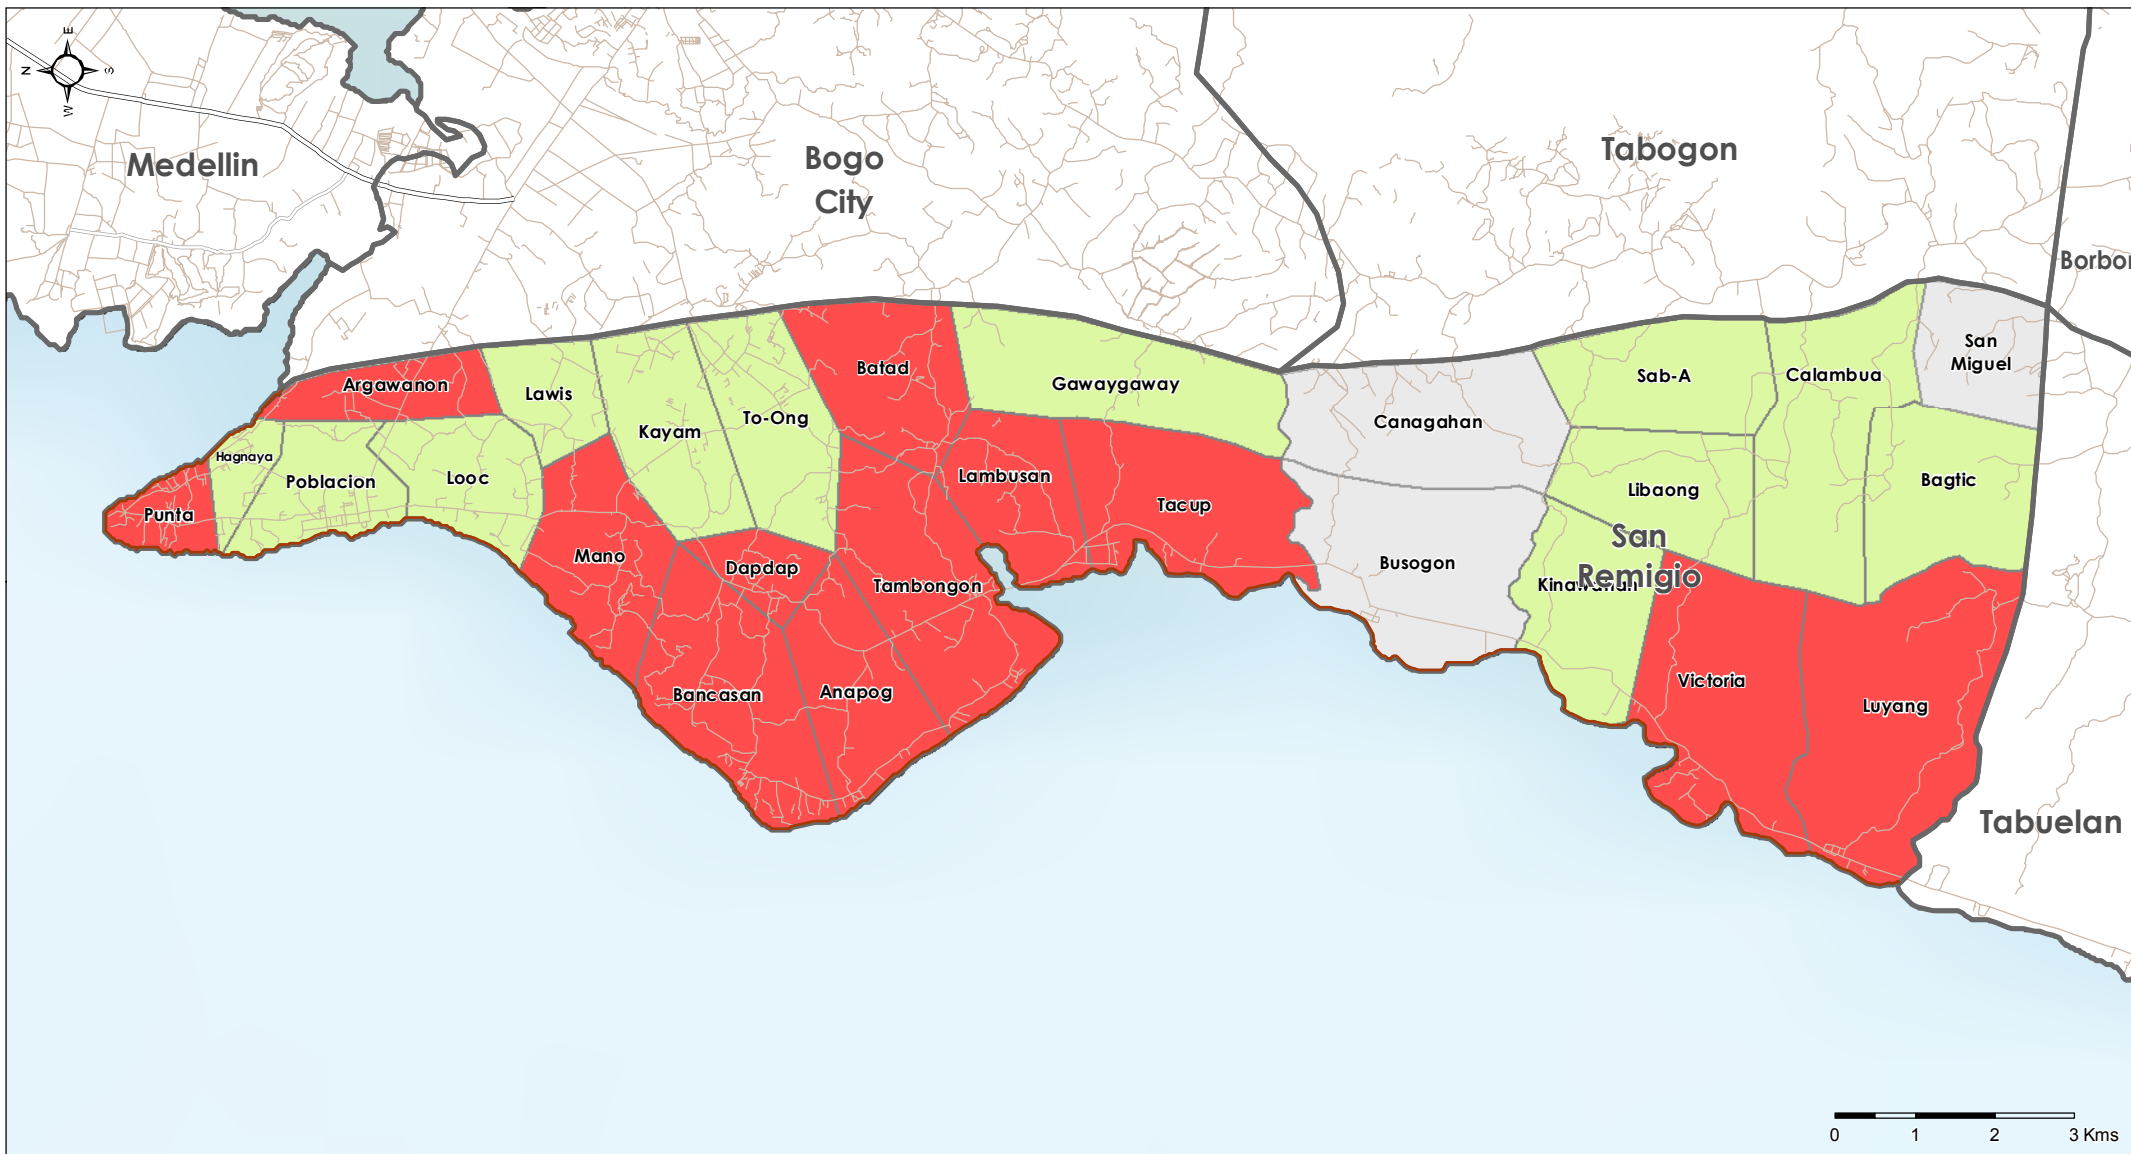 E
N
S
W
Medellin
Bogo
City
Tabogon
Borbon
San
Miguel
Argawanon
Lawis
Batad
Gawaygaway
Sab-A
Calambua
Kayam
To-Ong
Canagahan
Hagnaya
Poblacion
Looc
Lambusan
Libaong
Bagtic
Punta
Tacup
San
Remigio
Mano
Dapdap
Tambongon
Busogon
Bancasan
Anapog
Victoria
Luyang
Tabuelan
0 1 2 3 Kms